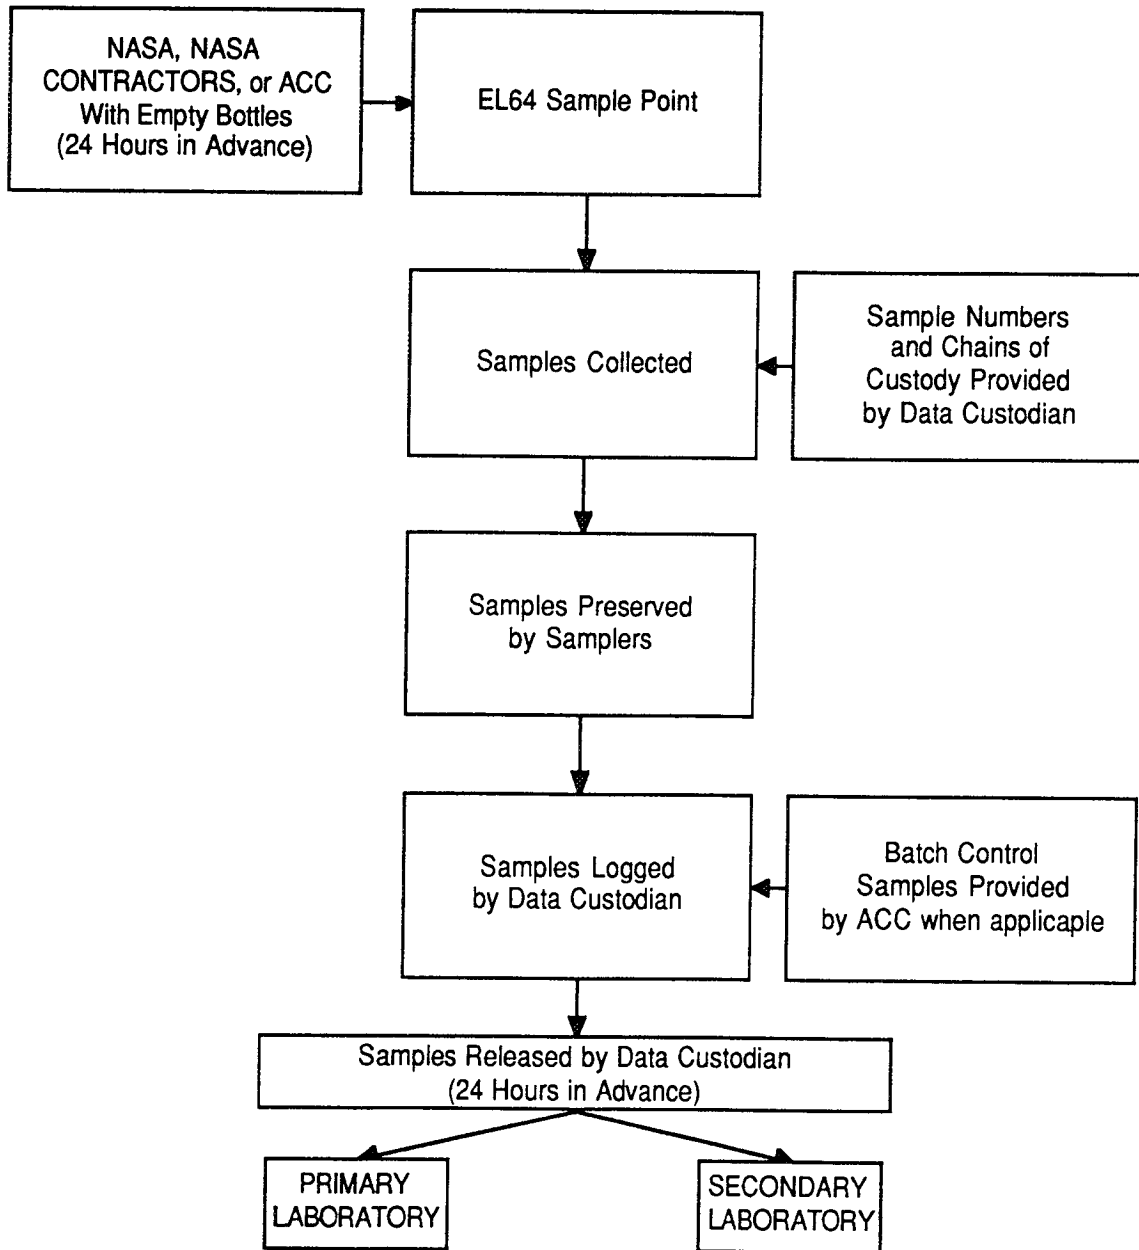 NASA, NASA
CONTRACTORS, or ACC
With Empty Bottles
(24 Hours in Advance)
EL64 Sample Point
Samples Collected
Sample Numbers
and Chains of
Custody Provided
by Data Custodian
Samples Preserved
by Samplers
Samples Logged
by Data Custodian
Batch Control
Samples Provided
by ACC when applicaple
Samples Released by Data Custodian
(24 Hours in Advance)
PRIMARY
LABORATORY
SECONDARY
LABORATORY